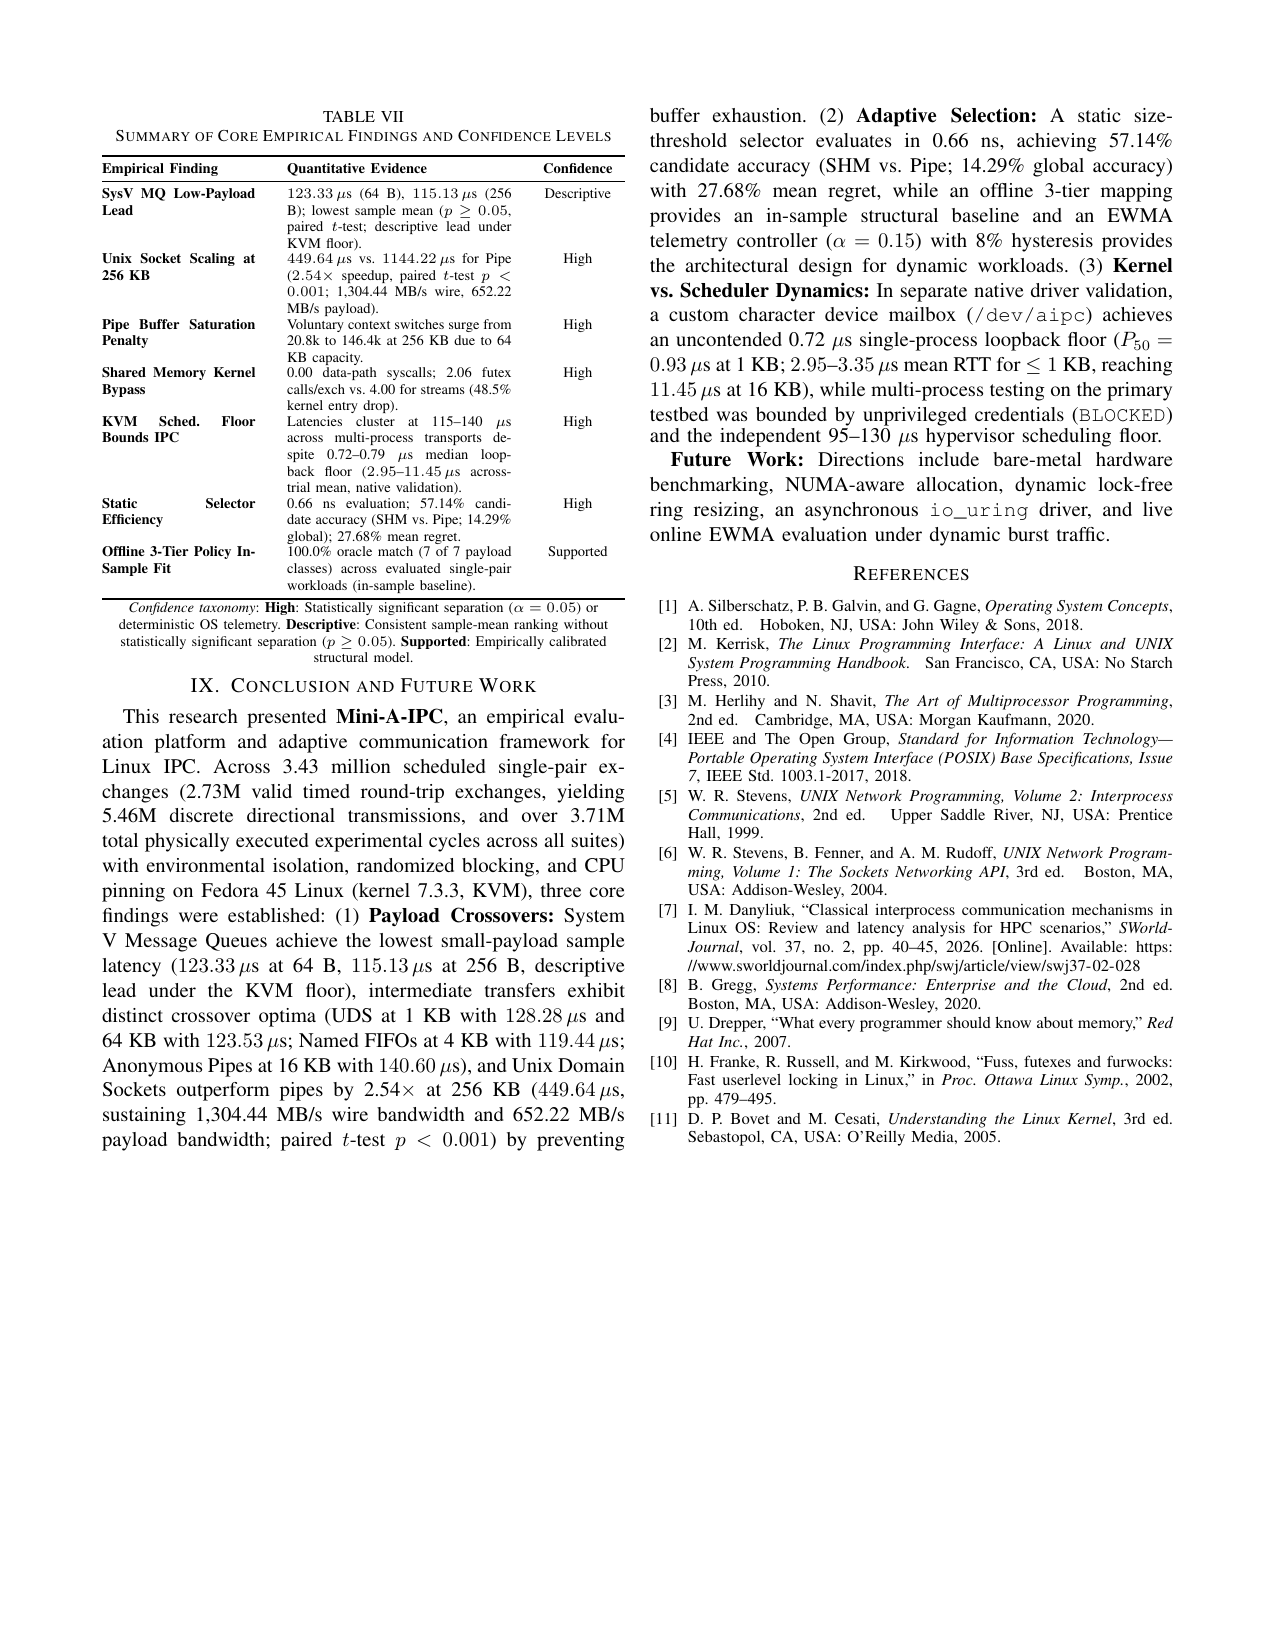 TABLE VII
SUMMARY OF CORE EMPIRICAL FINDINGS AND CONFIDENCE LEVELS
Empirical Finding Quantitative Evidence Confidence
SysV MQ Low-Payload 123.33 μs (64 B), 115.13 μs (256 Descriptive
Lead B); lowest sample mean (p ≥ 0.05,
paired t-test; descriptive lead under
KVM floor).
Unix Socket Scaling at 449.64 μs vs. 1144.22 μs for Pipe High
256 KB (2.54× speedup, paired t-test p <
0.001; 1,304.44 MB/s wire, 652.22
MB/s payload).
Pipe Buffer Saturation Voluntary context switches surge from High
Penalty 20.8k to 146.4k at 256 KB due to 64
KB capacity.
Shared Memory Kernel 0.00 data-path syscalls; 2.06 futex High
Bypass calls/exch vs. 4.00 for streams (48.5%
kernel entry drop).
KVM Sched. Floor Latencies cluster at 115–140 μs High
Bounds IPC across multi-process transports de-
spite 0.72–0.79 μs median loop-
back floor (2.95–11.45 μs across-
trial mean, native validation).
Static Selector 0.66 ns evaluation; 57.14% candi- High
Efficiency date accuracy (SHM vs. Pipe; 14.29%
global); 27.68% mean regret.
Offline 3-Tier Policy In- 100.0% oracle match (7 of 7 payload Supported
Sample Fit classes) across evaluated single-pair
workloads (in-sample baseline).
Confidence taxonomy: High: Statistically significant separation (α = 0.05) or
deterministic OS telemetry. Descriptive: Consistent sample-mean ranking without
statistically significant separation (p ≥ 0.05). Supported: Empirically calibrated
structural model.
IX. CONCLUSION AND FUTURE WORK
This research presented Mini-A-IPC, an empirical evalu-
ation platform and adaptive communication framework for
Linux IPC. Across 3.43 million scheduled single-pair ex-
changes (2.73M valid timed round-trip exchanges, yielding
5.46M discrete directional transmissions, and over 3.71M
total physically executed experimental cycles across all suites)
with environmental isolation, randomized blocking, and CPU
pinning on Fedora 45 Linux (kernel 7.3.3, KVM), three core
findings were established: (1) Payload Crossovers: System
V Message Queues achieve the lowest small-payload sample
latency (123.33 μs at 64 B, 115.13 μs at 256 B, descriptive
lead under the KVM floor), intermediate transfers exhibit
distinct crossover optima (UDS at 1 KB with 128.28 μs and
64 KB with 123.53 μs; Named FIFOs at 4 KB with 119.44 μs;
Anonymous Pipes at 16 KB with 140.60 μs), and Unix Domain
Sockets outperform pipes by 2.54× at 256 KB (449.64 μs,
sustaining 1,304.44 MB/s wire bandwidth and 652.22 MB/s
payload bandwidth; paired t-test p < 0.001) by preventing
buffer exhaustion. (2) Adaptive Selection: A static size-
threshold selector evaluates in 0.66 ns, achieving 57.14%
candidate accuracy (SHM vs. Pipe; 14.29% global accuracy)
with 27.68% mean regret, while an offline 3-tier mapping
provides an in-sample structural baseline and an EWMA
telemetry controller (α = 0.15) with 8% hysteresis provides
the architectural design for dynamic workloads. (3) Kernel
vs. Scheduler Dynamics: In separate native driver validation,
a custom character device mailbox (/dev/aipc) achieves
an uncontended 0.72 μs single-process loopback floor (P50 =
0.93 μs at 1 KB; 2.95–3.35 μs mean RTT for ≤ 1 KB, reaching
11.45 μs at 16 KB), while multi-process testing on the primary
testbed was bounded by unprivileged credentials (BLOCKED)
and the independent 95–130 μs hypervisor scheduling floor.
Future Work: Directions include bare-metal hardware
benchmarking, NUMA-aware allocation, dynamic lock-free
ring resizing, an asynchronous io_uring driver, and live
online EWMA evaluation under dynamic burst traffic.
REFERENCES
[1] A. Silberschatz, P. B. Galvin, and G. Gagne, Operating System Concepts,
10th ed. Hoboken, NJ, USA: John Wiley & Sons, 2018.
[2] M. Kerrisk, The Linux Programming Interface: A Linux and UNIX
System Programming Handbook. San Francisco, CA, USA: No Starch
Press, 2010.
[3] M. Herlihy and N. Shavit, The Art of Multiprocessor Programming,
2nd ed. Cambridge, MA, USA: Morgan Kaufmann, 2020.
[4] IEEE and The Open Group, Standard for Information Technology—
Portable Operating System Interface (POSIX) Base Specifications, Issue
7, IEEE Std. 1003.1-2017, 2018.
[5] W. R. Stevens, UNIX Network Programming, Volume 2: Interprocess
Communications, 2nd ed. Upper Saddle River, NJ, USA: Prentice
Hall, 1999.
[6] W. R. Stevens, B. Fenner, and A. M. Rudoff, UNIX Network Program-
ming, Volume 1: The Sockets Networking API, 3rd ed. Boston, MA,
USA: Addison-Wesley, 2004.
[7] I. M. Danyliuk, “Classical interprocess communication mechanisms in
Linux OS: Review and latency analysis for HPC scenarios,” SWorld-
Journal, vol. 37, no. 2, pp. 40–45, 2026. [Online]. Available: https:
//www.sworldjournal.com/index.php/swj/article/view/swj37-02-028
[8] B. Gregg, Systems Performance: Enterprise and the Cloud, 2nd ed.
Boston, MA, USA: Addison-Wesley, 2020.
[9] U. Drepper, “What every programmer should know about memory,” Red
Hat Inc., 2007.
[10] H. Franke, R. Russell, and M. Kirkwood, “Fuss, futexes and furwocks:
Fast userlevel locking in Linux,” in Proc. Ottawa Linux Symp., 2002,
pp. 479–495.
[11] D. P. Bovet and M. Cesati, Understanding the Linux Kernel, 3rd ed.
Sebastopol, CA, USA: O’Reilly Media, 2005.